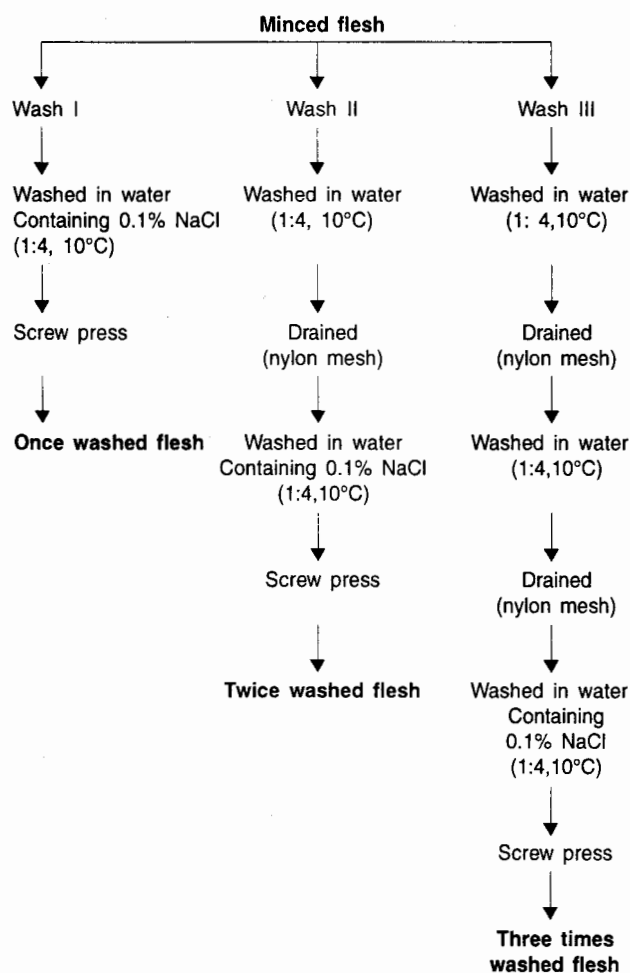 Minced flesh
Wash I
Washed in water
Containing 0.1% NaCl
(1:4, 10°C)
Screw press
Once washed flesh
Wash II
Washed in water
(1:4, 10°C)
Drained
(nylon mesh)
Washed in water
Containing 0.1% NaCl
(1:4,10°C)
Screw press
Twice washed flesh
Wash III
Washed in water
(1: 4,10°C)
Drained
(nylon mesh)
Washed in water
(1:4,10°C)
Drained
(nylon mesh)
Washed in water
Containing
0.1% NaCl
(1:4,10°C)
Screw press
Three times
washed flesh